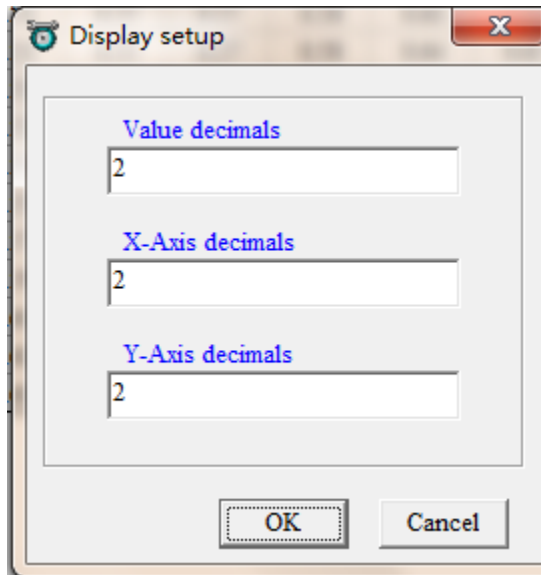 Display setup
Value decimals
2
X-Axis decimals
2
Y-Axis decimals
2
OK
Cancel